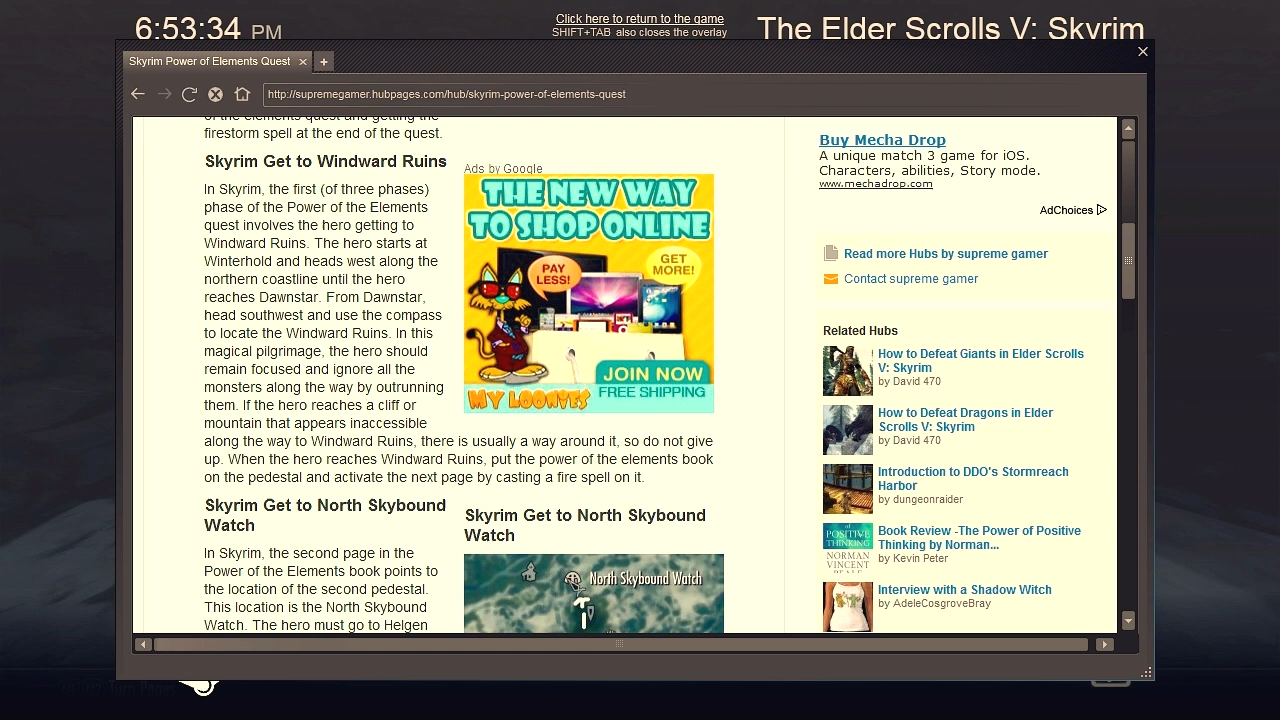 6:53:34 PM
Click here to return to the game
SHIFT+TAB also closes the overlay
The Elder Scrolls V: Skyrim
Skyrim Power of Elements Quest
http://supremegamer.hubpages.com/hub/skyrim-power-of-elements-quest
of the elements quest and getting the
firestorm spell at the end of the quest.
Skyrim Get to Windward Ruins
In Skyrim, the first (of three phases)
phase of the Power of the Elements
quest involves the hero getting to
Windward Ruins. The hero starts at
Winterhold and heads west along the
northern coastline until the hero
reaches Dawnstar. From Dawnstar,
head southwest and use the compass
to locate the Windward Ruins. In this
magical pilgrimage, the hero should
remain focused and ignore all the
monsters along the way by outrunning
them. If the hero reaches a cliff or
mountain that appears inaccessible
along the way to Windward Ruins, there is usually a way around it, so do not give
up. When the hero reaches Windward Ruins, put the power of the elements book
on the pedestal and activate the next page by casting a fire spell on it.
Ads by Google
THE NEW WAY
TO SHOP ONLINE
PAY
LESS!
GET
MORE!
JOIN NOW
FREE SHIPPING
MY LOONIES
Skyrim Get to North Skybound
Watch
In Skyrim, the second page in the
Power of the Elements book points to
the location of the second pedestal.
This location is the North Skybound
Watch. The hero must go to Helgen
Skyrim Get to North Skybound
Watch
North Skybound Watch
Buy Mecha Drop
A unique match 3 game for iOS.
Characters, abilities, Story mode.
www.mechadrop.com
AdChoices
Read more Hubs by supreme gamer
Contact supreme gamer
Related Hubs
How to Defeat Giants in Elder Scrolls
V: Skyrim
by David 470
How to Defeat Dragons in Elder
Scrolls V: Skyrim
by David 470
Introduction to DDO's Stormreach
Harbor
by dungeonraider
of
POSITIVE
THINKING
NORMAN
VINCENT
Book Review -The Power of Positive
Thinking by Norman...
by Kevin Peter
Interview with a Shadow Witch
by AdeleCosgroveBray